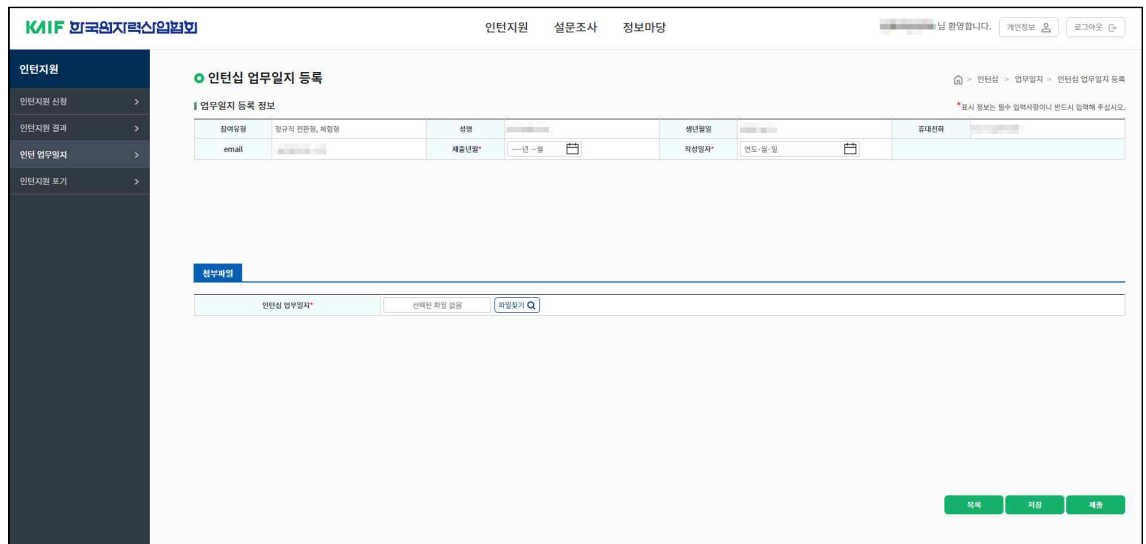 KAIF 한국원자력산업협회
인턴지원 설문조사 정보마당
님 환영합니다. 개인정보 로그아웃
인턴지원
인턴지원 신청 >
인턴지원 결과 >
인턴 업무일지 >
인턴지원 포기 >
인턴십 업무일지 등록
> 인턴십 > 업무일지 > 인턴십 업무일지 등록
업무일지 등록 정보
*표시 정보는 필수 입력사항이니 반드시 입력해 주십시오.
참여유형 정규직 전환형, 체험형 성명 생년월일 휴대전화
email 제출년월* ----년 --월 작성일자* 연도-월-일
첨부파일
인턴십 업무일지* 선택된 파일 없음 파일찾기
목록 저장 제출